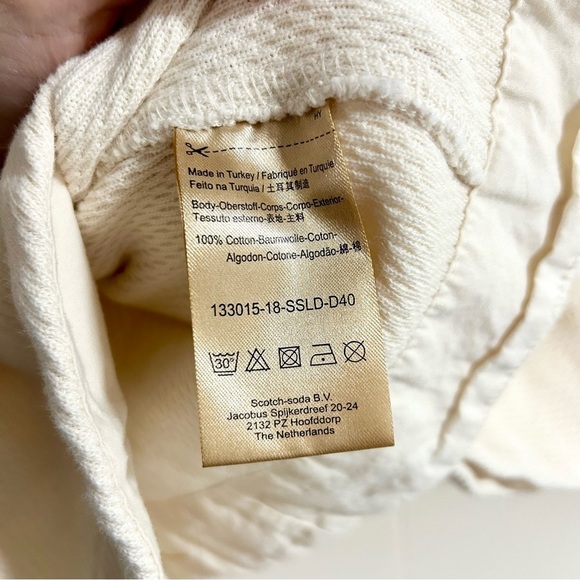 HY
Made in Turkey / Fabriqué en Turquie
Feito na Turquia / 土耳其制造
Body-Oberstoff-Corps-Corpo-Exterior-
Tessuto esterno-表地-主料
100% Cotton-Baumwolle-Coton-
Algodon-Cotone-Algodão-綿-棉
133015-18-SSLD-D40
30°
Scotch-soda B.V.
Jacobus Spijkerdreef 20-24
2132 PZ Hoofddorp
The Netherlands